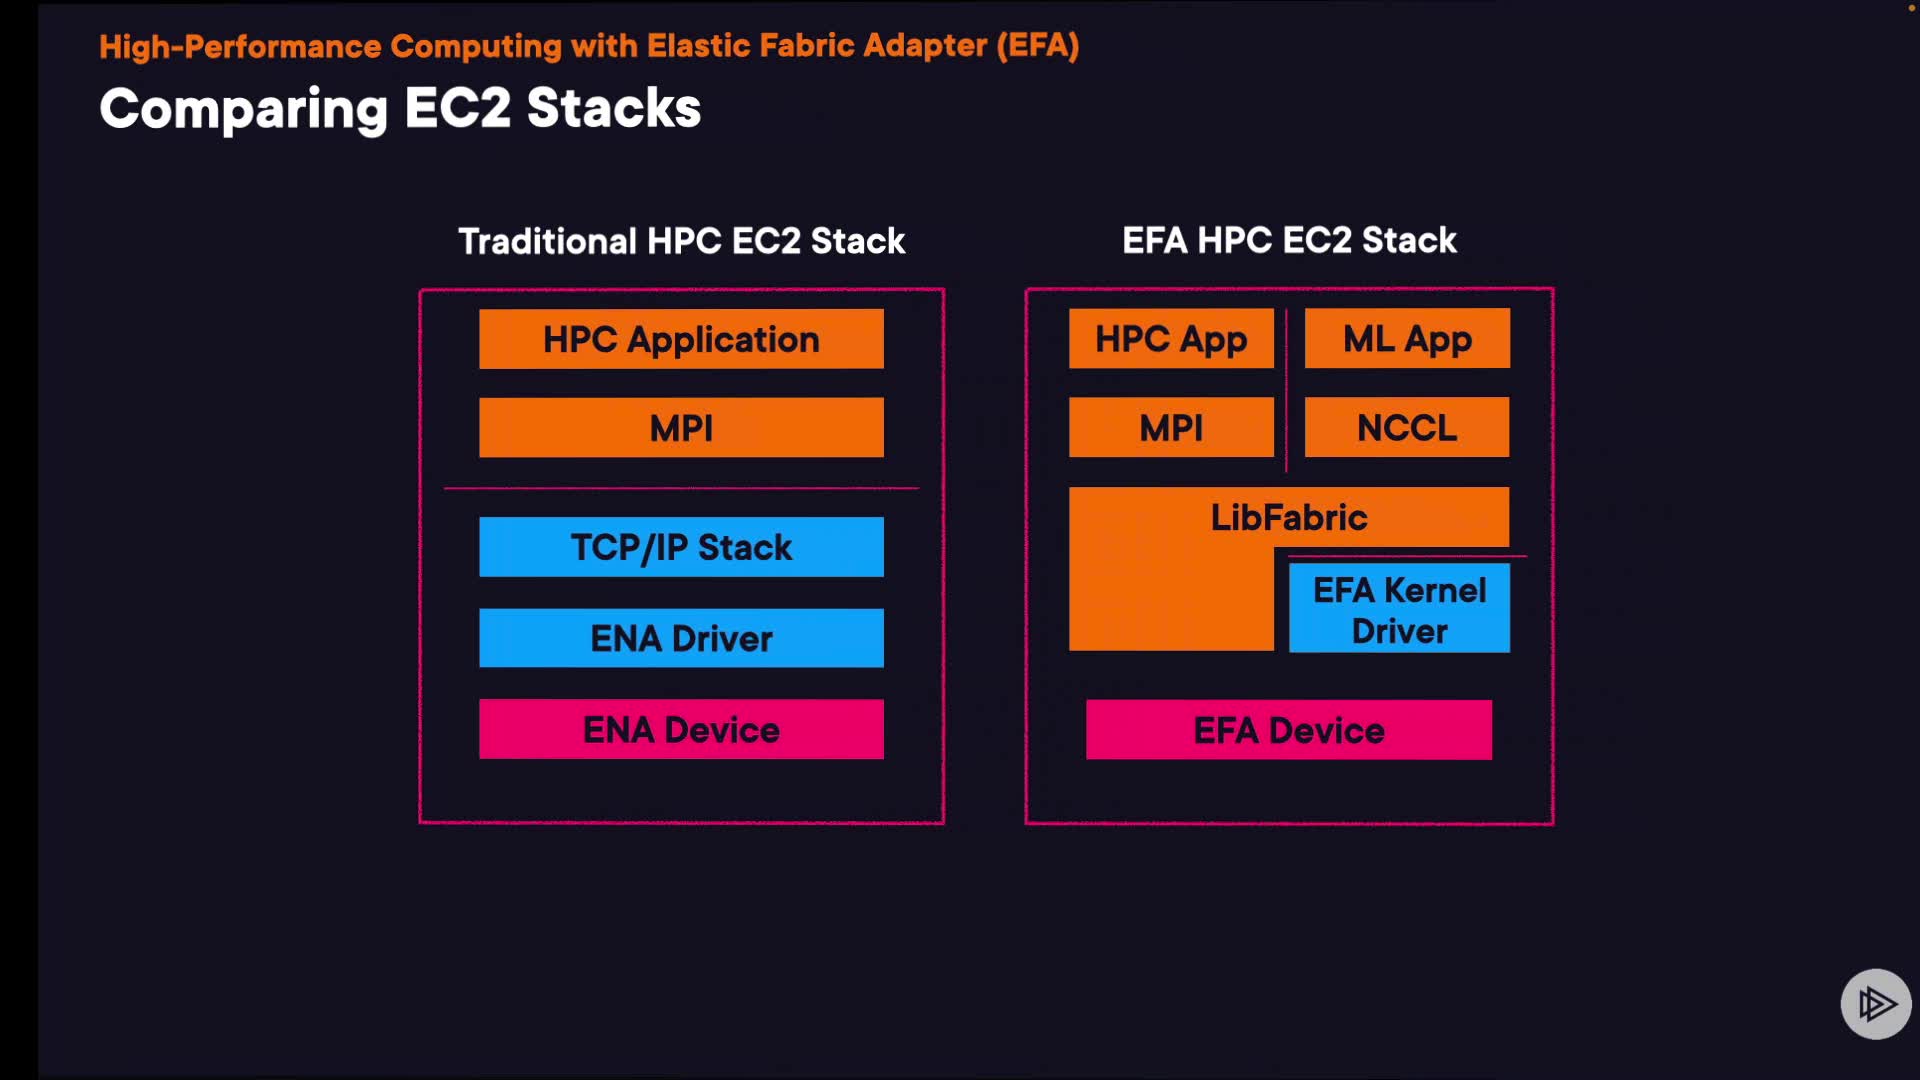 High-Performance Computing with Elastic Fabric Adapter (EFA)
Comparing EC2 Stacks
Traditional HPC EC2 Stack
HPC Application
MPI
TCP/IP Stack
ENA Driver
ENA Device
EFA HPC EC2 Stack
HPC App
ML App
MPI
NCCL
LibFabric
EFA Kernel
Driver
EFA Device